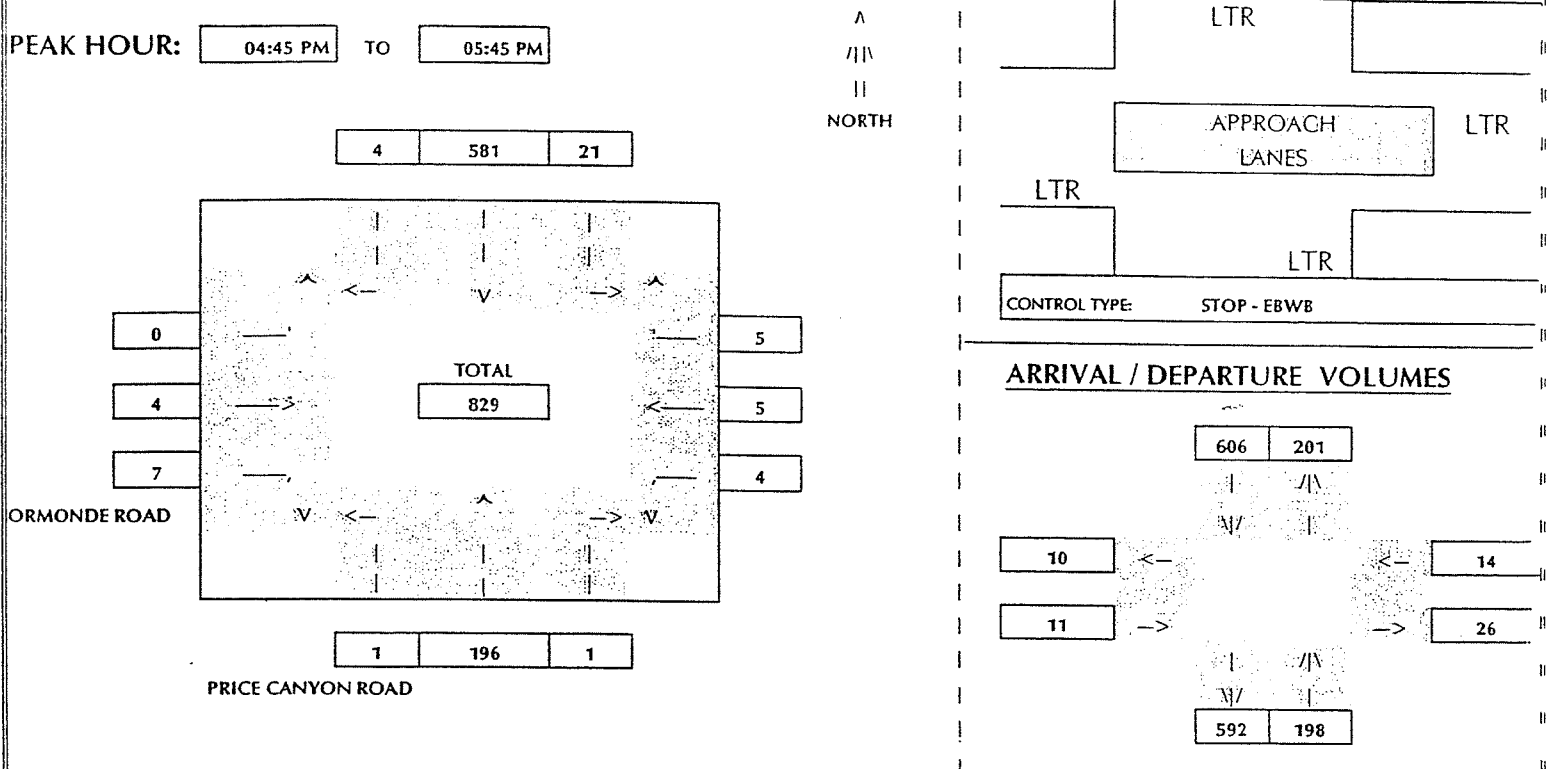 PEAK HOUR: 04:45 PM TO 05:45 PM
NORTH
4 581 21
0
4
7
TOTAL
829
5
5
4
ORMONDE ROAD
1 196 1
PRICE CANYON ROAD
LTR
APPROACH
LANES
LTR
LTR
LTR
CONTROL TYPE: STOP - EBWB
ARRIVAL / DEPARTURE VOLUMES
606 201
10 14
11 26
592 198